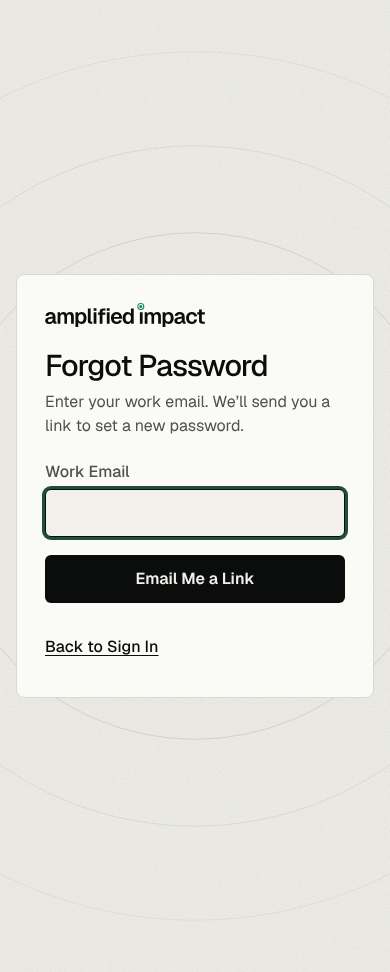 amplified impact
Forgot Password
Enter your work email. We’ll send you a
link to set a new password.
Work Email
Email Me a Link
Back to Sign In